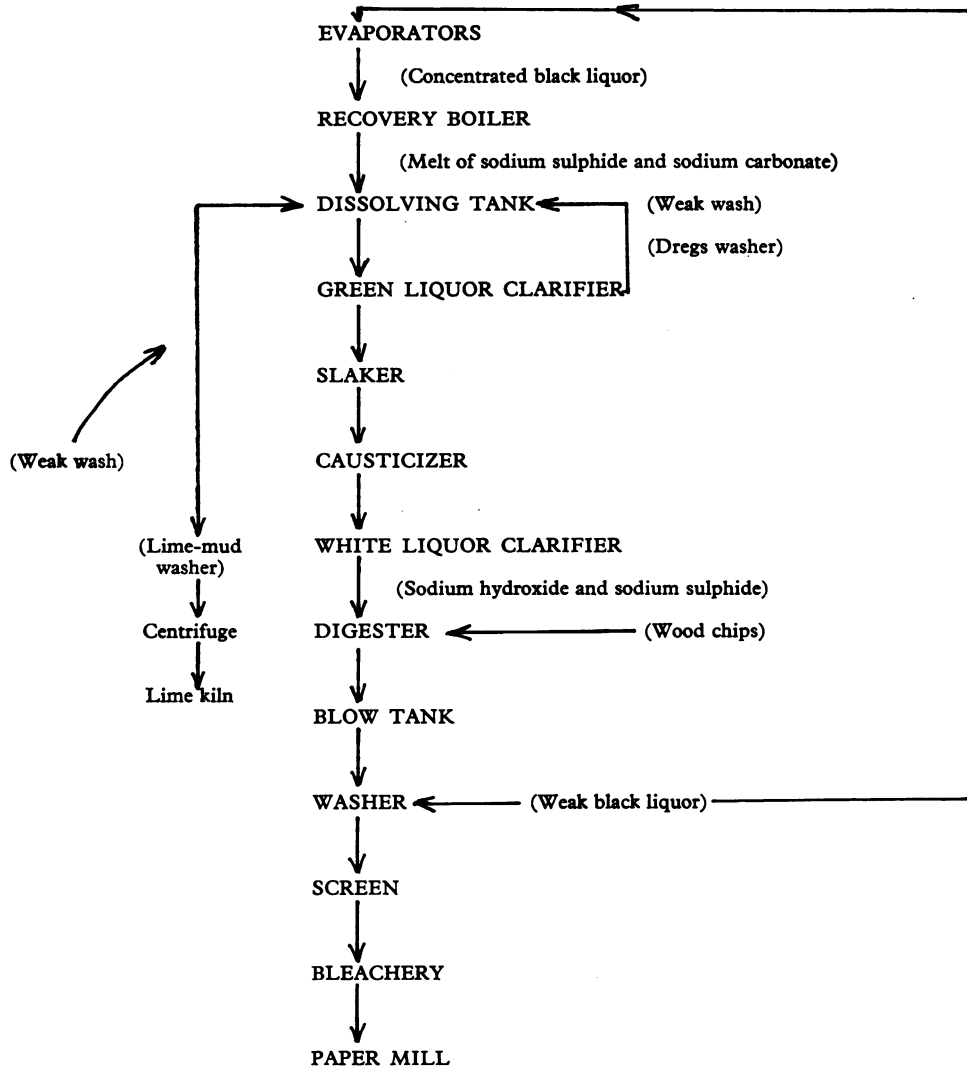 EVAPORATORS
(Concentrated black liquor)
RECOVERY BOILER
(Melt of sodium sulphide and sodium carbonate)
DISSOLVING TANK
(Weak wash)
(Dregs washer)
GREEN LIQUOR CLARIFIER
SLAKER
(Weak wash)
CAUSTICIZER
(Lime-mud
washer)
WHITE LIQUOR CLARIFIER
(Sodium hydroxide and sodium sulphide)
Centrifuge
DIGESTER
(Wood chips)
Lime kiln
BLOW TANK
WASHER
(Weak black liquor)
SCREEN
BLEACHERY
PAPER MILL